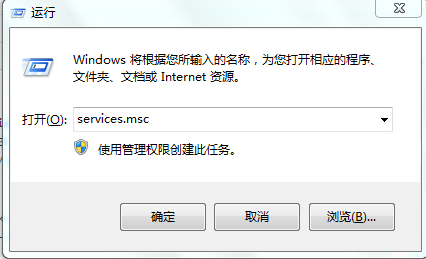 运行
Windows 将根据您所输入的名称，为您打开相应的程序、
文件夹、文档或 Internet 资源。
打开(O): services.msc
使用管理权限创建此任务。
确定 取消 浏览(B)...